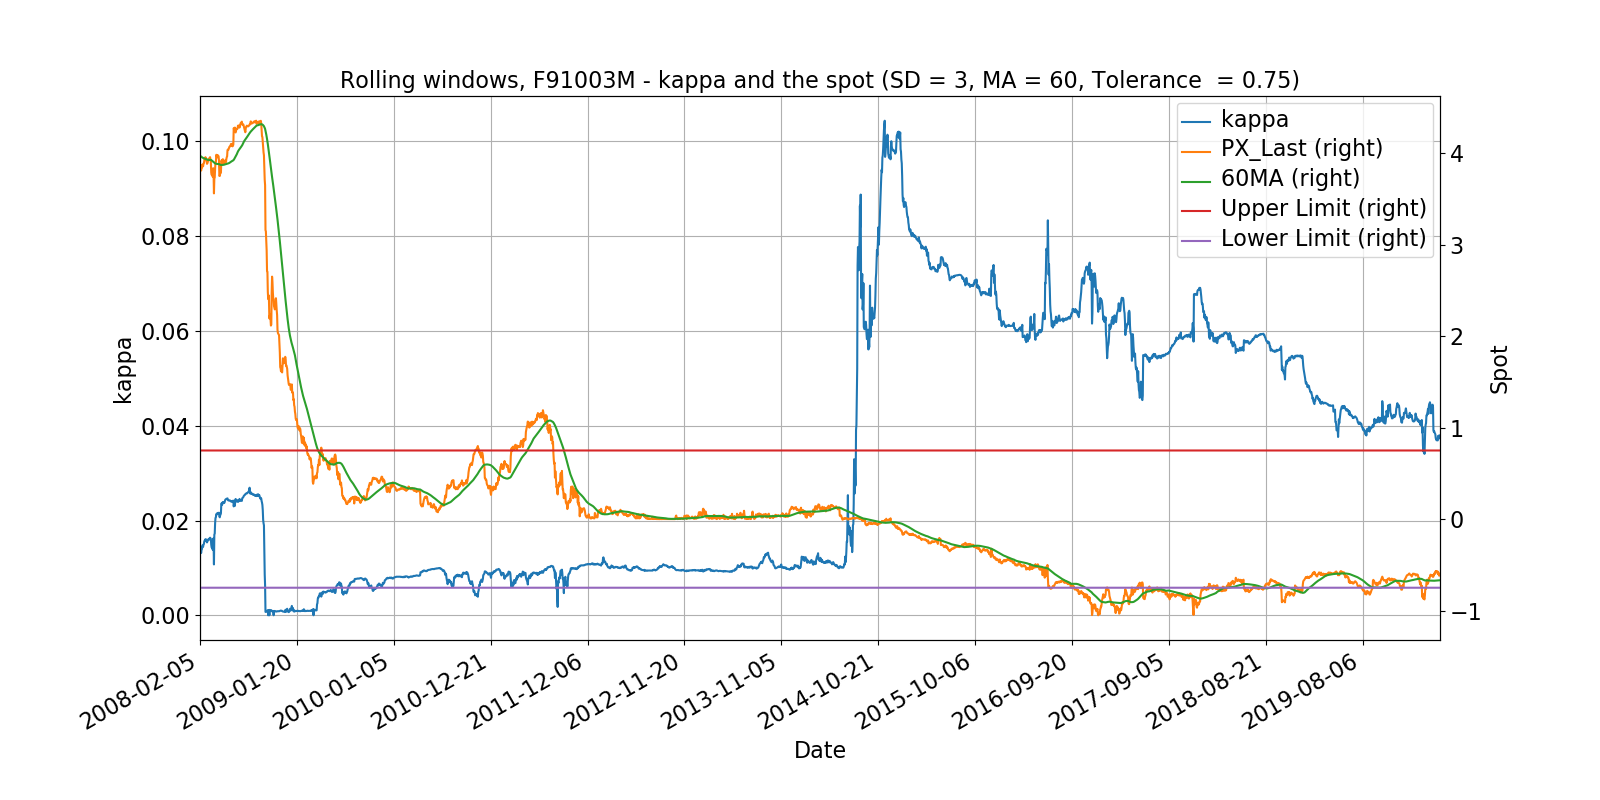 Rolling windows, F91003M - kappa and the spot (SD = 3, MA = 60, Tolerance  = 0.75)
kappa
PX_Last (right)
60MA (right)
Upper Limit (right)
Lower Limit (right)
0.10
0.08
0.06
0.04
0.02
0.00
kappa
4
3
2
1
0
−1
Spot
2008-02-05
2009-01-20
2010-01-05
2010-12-21
2011-12-06
2012-11-20
2013-11-05
2014-10-21
2015-10-06
2016-09-20
2017-09-05
2018-08-21
2019-08-06
Date